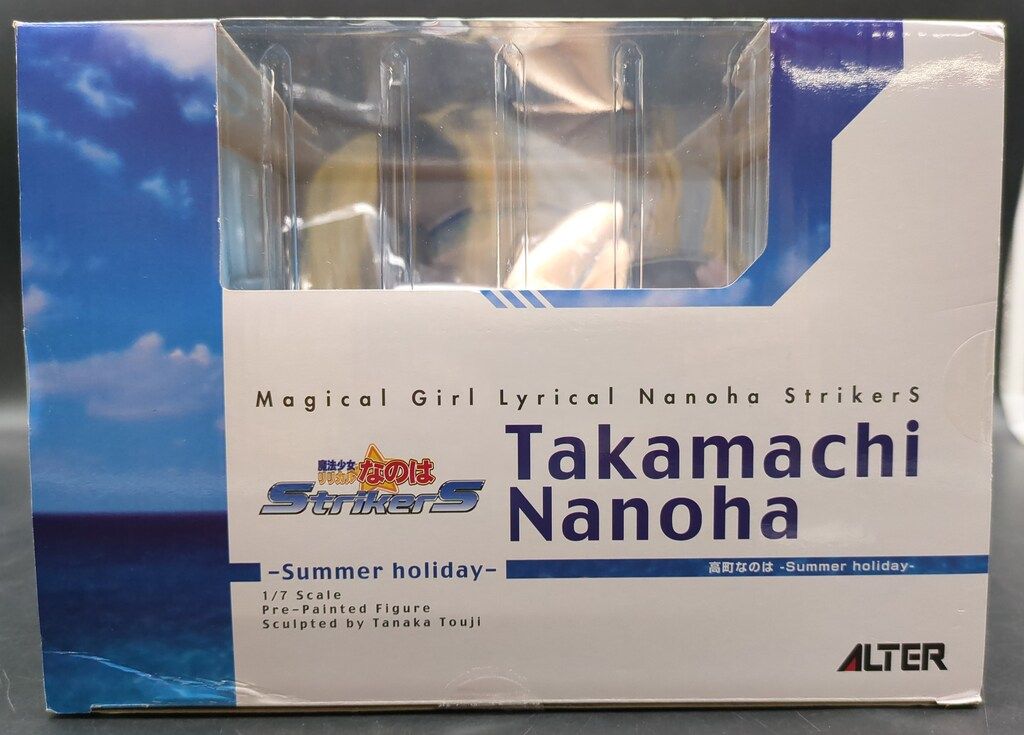 Magical Girl Lyrical Nanoha StrikerS
Takamachi
Nanoha
魔法少女
リリカル なのは
StrikerS
-Summer holiday-
高町なのは -Summer holiday-
1/7 Scale
Pre-Painted Figure
Sculpted by Tanaka Touji
ALTER